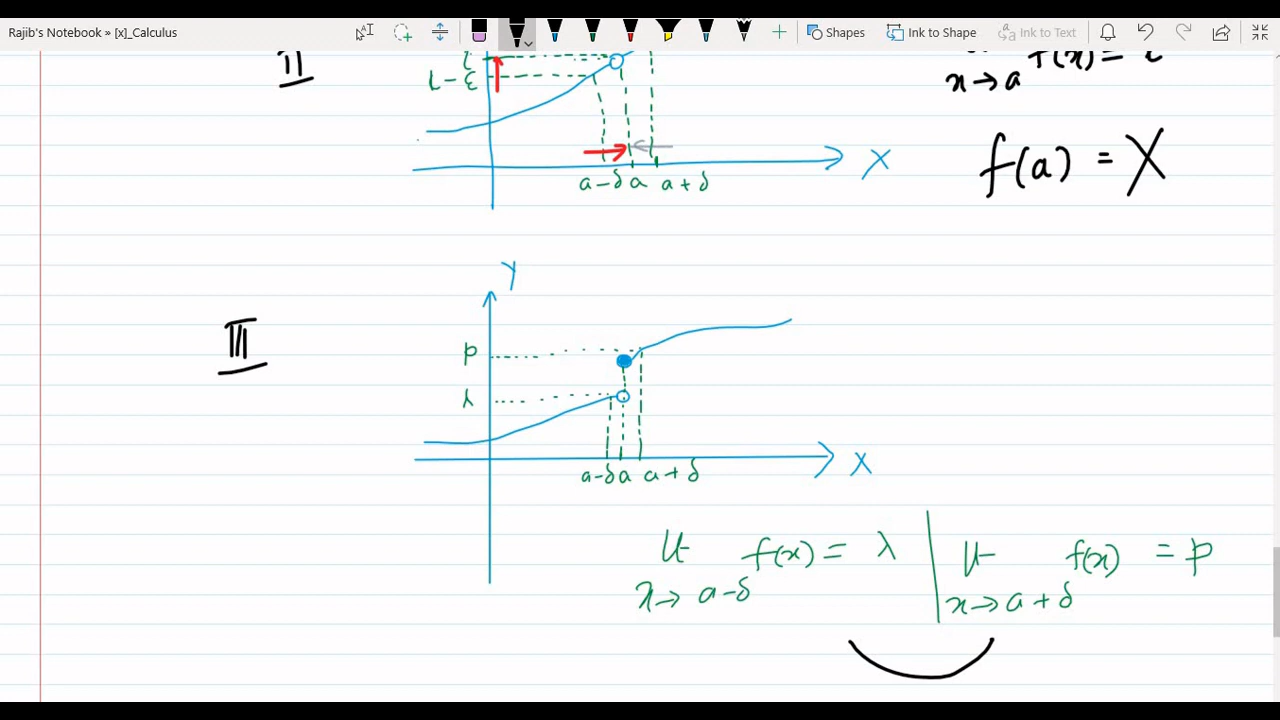 Rajib's Notebook • [x]_Calculus
Shapes
Ink to Shape
Ink to Text
II
l
l-ε
x→a f(x) = l
f(a) = X
a-δ a a+δ
X
Y
III
p
λ
a-δ a a+δ
X
Lt x→a-δ f(x) = λ | Lt x→a+δ f(x) = p